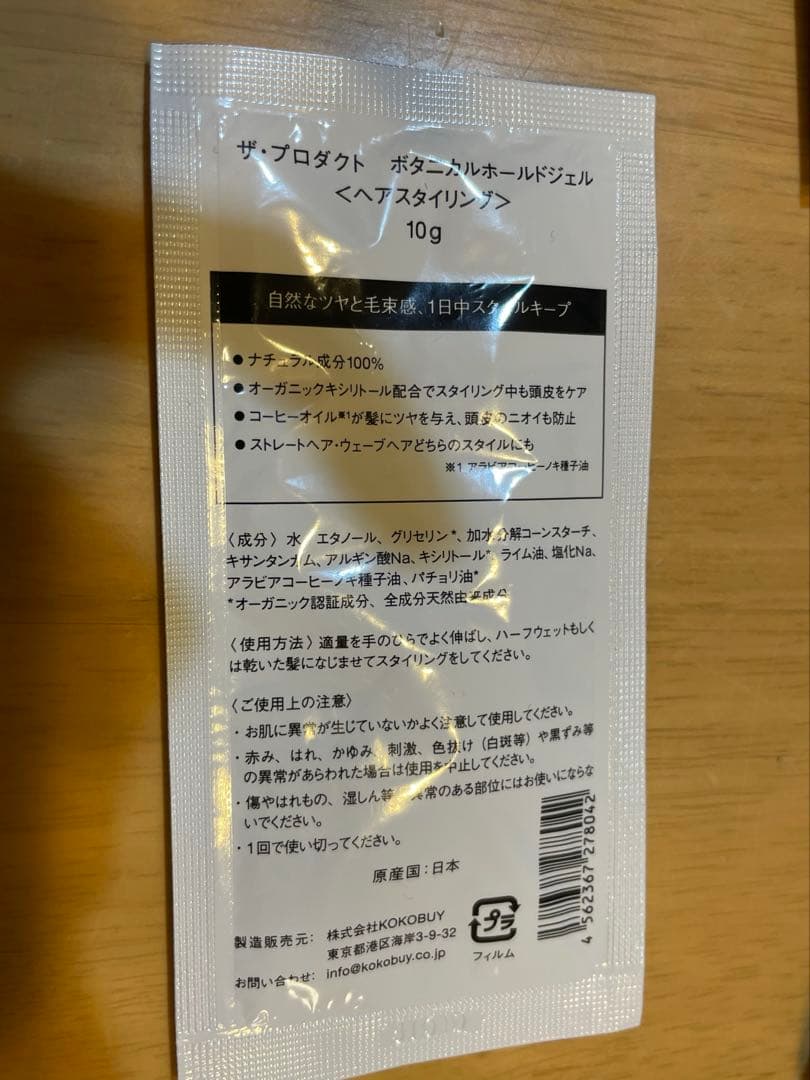 ザ・プロダクト ボタニカルホールドジェル
<ヘアスタイリング>
10g
自然なツヤと毛束感、1日中スタイルキープ
● ナチュラル成分100%
● オーガニックキシリトール配合でスタイリング中も頭皮をケア
● コーヒーオイル※1が髪にツヤを与え、頭皮のニオイも防止
● ストレートヘア・ウェーブヘアどちらのスタイルにも
※1 アラビアコーヒーノキ種子油
〈成分〉水、エタノール、グリセリン*、加水分解コーンスターチ、
キサンタンガム、アルギン酸Na、キシリトール*、ライム油、塩化Na、
アラビアコーヒーノキ種子油、パチョリ油*
*オーガニック認証成分、全成分天然由来成分
〈使用方法〉適量を手のひらでよく伸ばし、ハーフウェットもしく
は乾いた髪になじませてスタイリングをしてください。
〈ご使用上の注意〉
・お肌に異常が生じていないかよく注意して使用してください。
・赤み、はれ、かゆみ、刺激、色抜け（白斑等）や黒ずみ等
の異常があらわれた場合は使用を中止してください。
・傷やはれもの、湿しん等、異常のある部位にはお使いにならな
いでください。
・1回で使い切ってください。
原産国：日本
製造販売元： 株式会社KOKOBUY
東京都港区海岸3-9-32
お問い合わせ： info@kokobuy.co.jp
プラ
フィルム
4 562367 278042